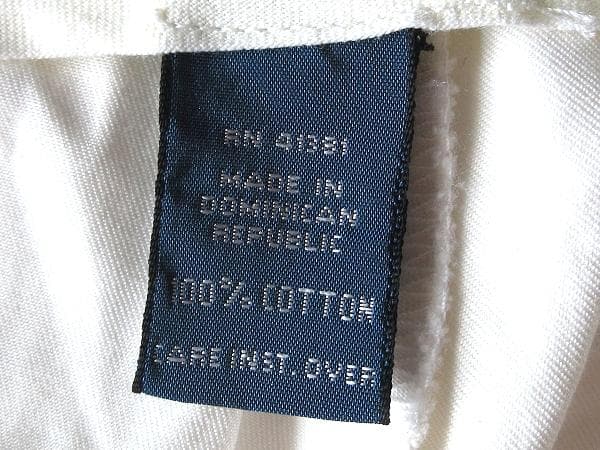 RN 41381
MADE IN
DOMINICAN
REPUBLIC
100% COTTON
CARE INST. OVER